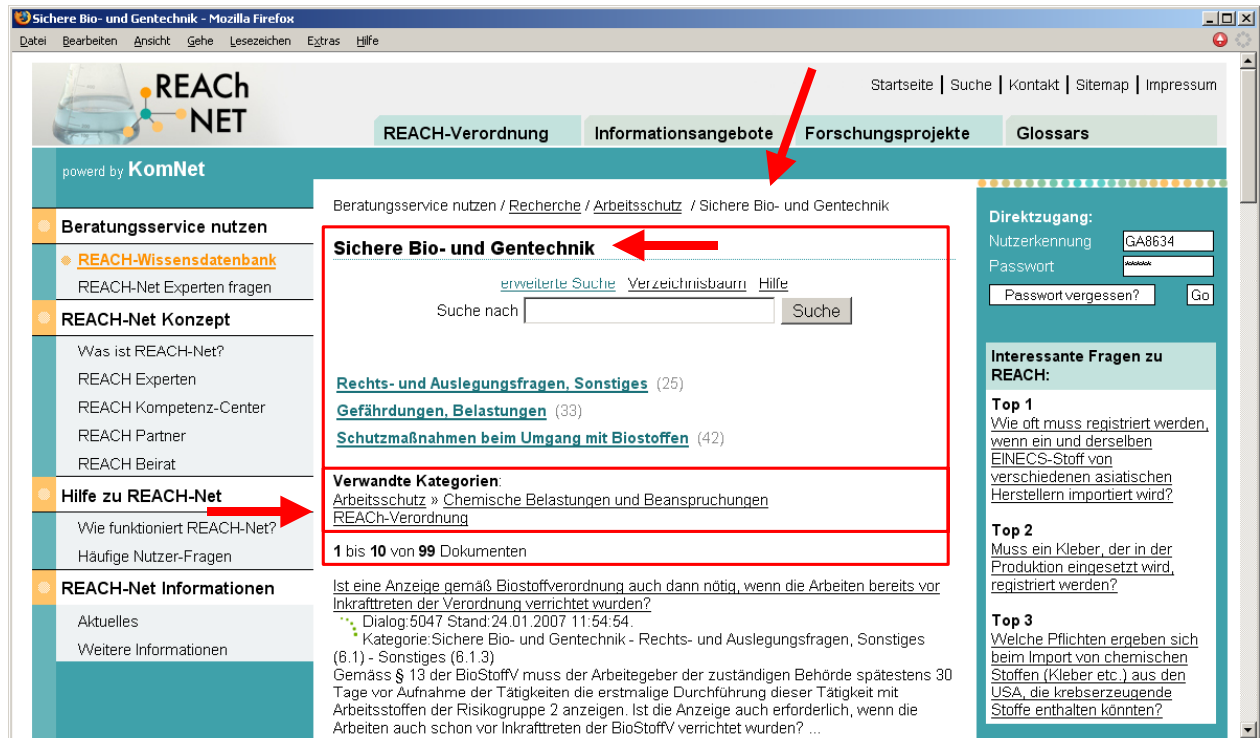 Sichere Bio- und Gentechnik - Mozilla Firefox
Datei Bearbeiten Ansicht Gehe Lesezeichen Extras Hilfe
REACh
NET
Startseite | Suche | Kontakt | Sitemap | Impressum
REACH-Verordnung Informationsangebote Forschungsprojekte Glossars
powerd by KomNet
Beratungsservice nutzen
REACH-Wissensdatenbank
REACH-Net Experten fragen
REACH-Net Konzept
Was ist REACH-Net?
REACH Experten
REACH Kompetenz-Center
REACH Partner
REACH Beirat
Hilfe zu REACH-Net
Wie funktioniert REACH-Net?
Häufige Nutzer-Fragen
REACH-Net Informationen
Aktuelles
Weitere Informationen
Beratungsservice nutzen / Recherche / Arbeitsschutz / Sichere Bio- und Gentechnik
Sichere Bio- und Gentechnik
erweiterte Suche Verzeichnisbaum Hilfe
Suche nach Suche
Rechts- und Auslegungsfragen, Sonstiges (25)
Gefährdungen, Belastungen (33)
Schutzmaßnahmen beim Umgang mit Biostoffen (42)
Verwandte Kategorien:
Arbeitsschutz » Chemische Belastungen und Beanspruchungen
REACh-Verordnung
1 bis 10 von 99 Dokumenten
Ist eine Anzeige gemäß Biostoffverordnung auch dann nötig, wenn die Arbeiten bereits vor
Inkrafttreten der Verordnung verrichtet wurden?
Dialog:5047 Stand:24.01.2007 11:54:54.
Kategorie:Sichere Bio- und Gentechnik - Rechts- und Auslegungsfragen, Sonstiges
(6.1) - Sonstiges (6.1.3)
Gemäss § 13 der BioStoffV muss der Arbeitegeber der zuständigen Behörde spätestens 30
Tage vor Aufnahme der Tätigkeiten die erstmalige Durchführung dieser Tätigkeit mit
Arbeitsstoffen der Risikogruppe 2 anzeigen. Ist die Anzeige auch erforderlich, wenn die
Arbeiten auch schon vor Inkrafttreten der BioStoffV verrichtet wurden? ...
Direktzugang:
Nutzerkennung GA8634
Passwort ******
Passwort vergessen? Go
Interessante Fragen zu
REACH:
Top 1
Wie oft muss registriert werden,
wenn ein und derselben
EINECS-Stoff von
verschiedenen asiatischen
Herstellern importiert wird?
Top 2
Muss ein Kleber, der in der
Produktion eingesetzt wird,
registriert werden?
Top 3
Welche Pflichten ergeben sich
beim Import von chemischen
Stoffen (Kleber etc.) aus den
USA, die krebserzeugende
Stoffe enthalten könnten?